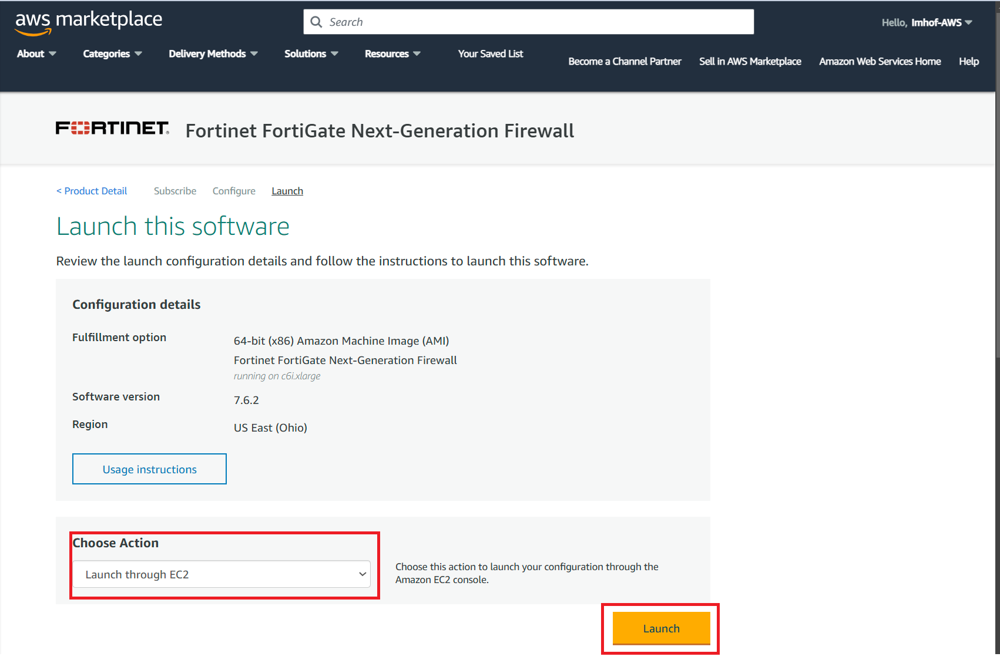 aws marketplace
Search
Hello, Imhof-AWS
About
Categories
Delivery Methods
Solutions
Resources
Your Saved List
Become a Channel Partner
Sell in AWS Marketplace
Amazon Web Services Home
Help
FORTINET®
Fortinet FortiGate Next-Generation Firewall
< Product Detail
Subscribe
Configure
Launch
Launch this software
Review the launch configuration details and follow the instructions to launch this software.
Configuration details
Fulfillment option
64-bit (x86) Amazon Machine Image (AMI)
Fortinet FortiGate Next-Generation Firewall
running on c6i.xlarge
Software version
7.6.2
Region
US East (Ohio)
Usage instructions
Choose Action
Launch through EC2
Choose this action to launch your configuration through the
Amazon EC2 console.
Launch